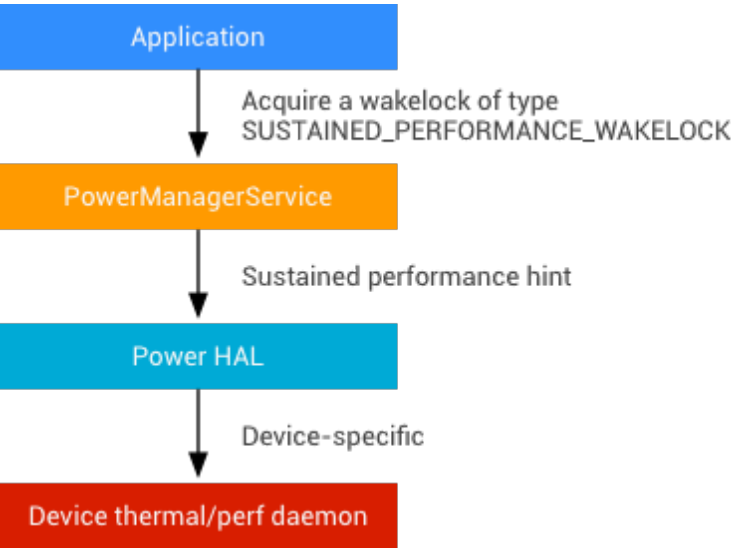 Application
Acquire a wakelock of type
SUSTAINED_PERFORMANCE_WAKELOCK
PowerManagerService
Sustained performance hint
Power HAL
Device-specific
Device thermal/perf daemon